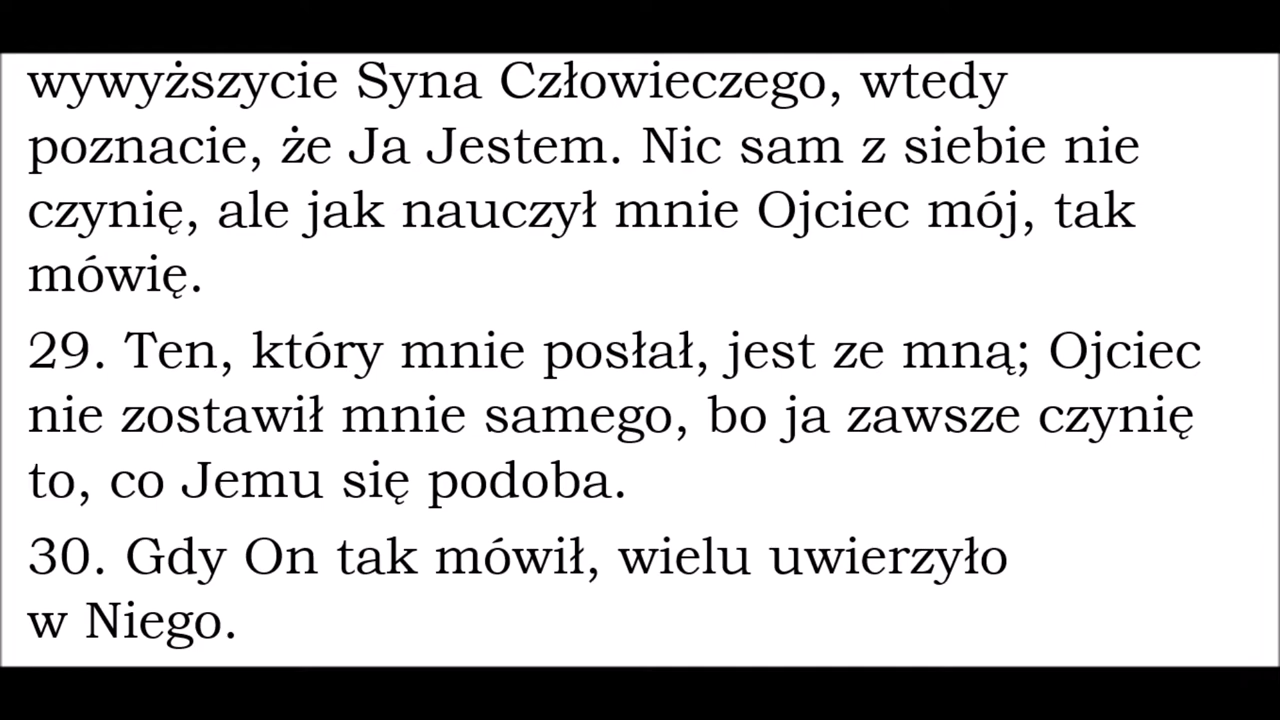 wywyższycie Syna Człowieczego, wtedy
poznacie, że Ja Jestem. Nic sam z siebie nie
czynię, ale jak nauczył mnie Ojciec mój, tak
mówię.
29. Ten, który mnie posłał, jest ze mną; Ojciec
nie zostawił mnie samego, bo ja zawsze czynię
to, co Jemu się podoba.
30. Gdy On tak mówił, wielu uwierzyło
w Niego.